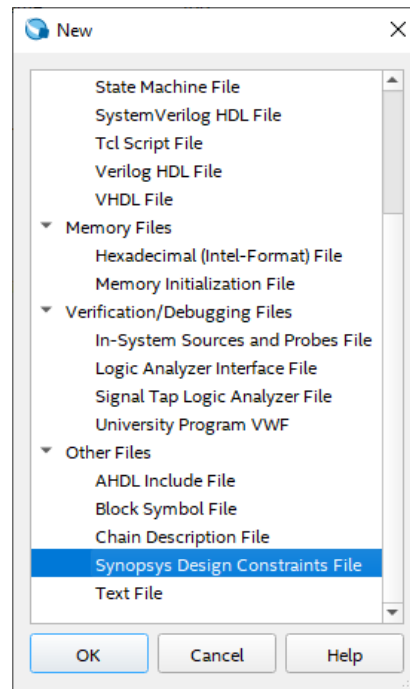 New
State Machine File
SystemVerilog HDL File
Tcl Script File
Verilog HDL File
VHDL File
Memory Files
Hexadecimal (Intel-Format) File
Memory Initialization File
Verification/Debugging Files
In-System Sources and Probes File
Logic Analyzer Interface File
Signal Tap Logic Analyzer File
University Program VWF
Other Files
AHDL Include File
Block Symbol File
Chain Description File
Synopsys Design Constraints File
Text File
OK Cancel Help